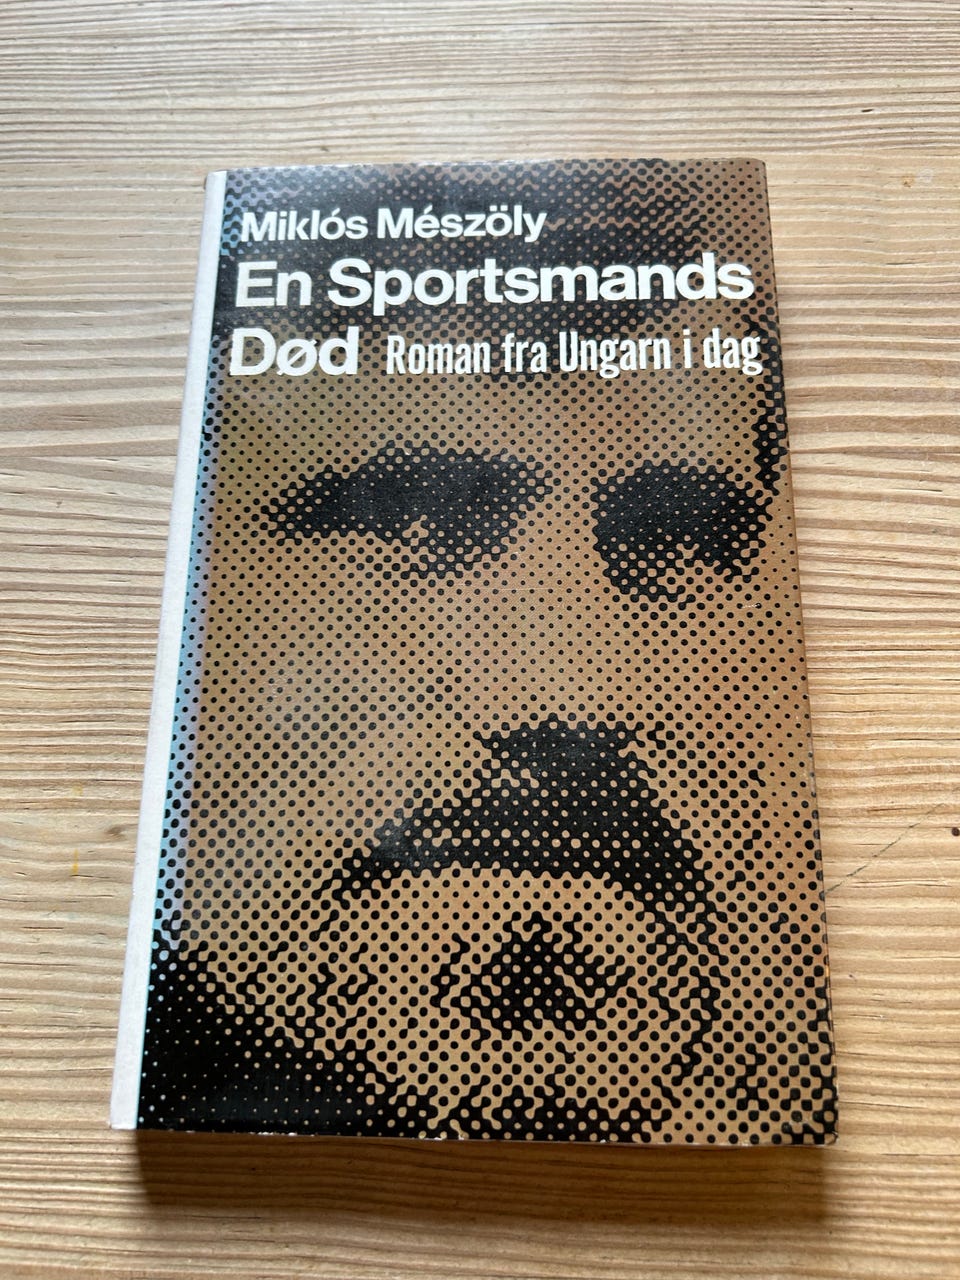 Miklós Mészöly
En Sportsmands
Død Roman fra Ungarn i dag